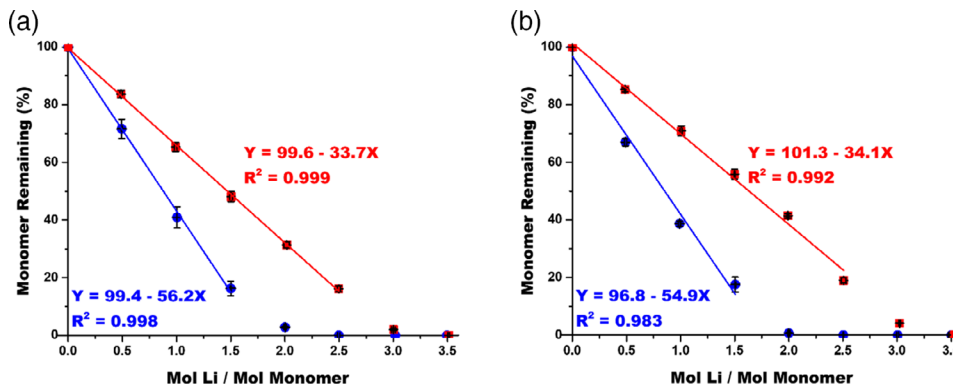 (a)
Monomer Remaining (%)
100
80
60
40
20
0
Y = 99.6 - 33.7X
R² = 0.999
Y = 99.4 - 56.2X
R² = 0.998
0.0 0.5 1.0 1.5 2.0 2.5 3.0 3.5
Mol Li / Mol Monomer
(b)
Monomer Remaining (%)
100
80
60
40
20
0
Y = 101.3 - 34.1X
R² = 0.992
Y = 96.8 - 54.9X
R² = 0.983
0.0 0.5 1.0 1.5 2.0 2.5 3.0 3.
Mol Li / Mol Monomer